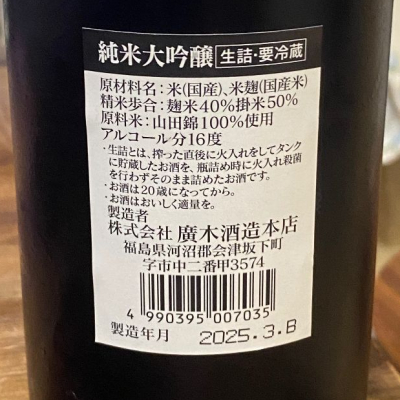 純米大吟醸 生詰・要冷蔵
原材料名：米(国産)、米麹(国産米)
精米歩合：麹米40%掛米50%
原料米：山田錦100%使用
アルコール分16度
・生詰とは、搾った直後に火入れをしてタンク
に貯蔵したお酒を、瓶詰め時に火入れ殺菌
を行わずそのまま詰めたお酒です。
・お酒は20歳になってから。
・お酒はおいしく適量を。
製造者
株式会社 廣木酒造本店
福島県河沼郡会津坂下町
字市中二番甲3574
4 990395 007035
製造年月 2025.3.B